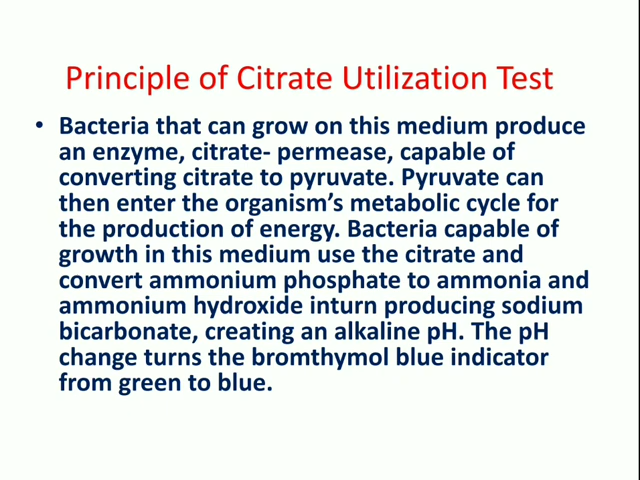 Principle of Citrate Utilization Test
• Bacteria that can grow on this medium produce
an enzyme, citrate- permease, capable of
converting citrate to pyruvate. Pyruvate can
then enter the organism’s metabolic cycle for
the production of energy. Bacteria capable of
growth in this medium use the citrate and
convert ammonium phosphate to ammonia and
ammonium hydroxide inturn producing sodium
bicarbonate, creating an alkaline pH. The pH
change turns the bromthymol blue indicator
from green to blue.